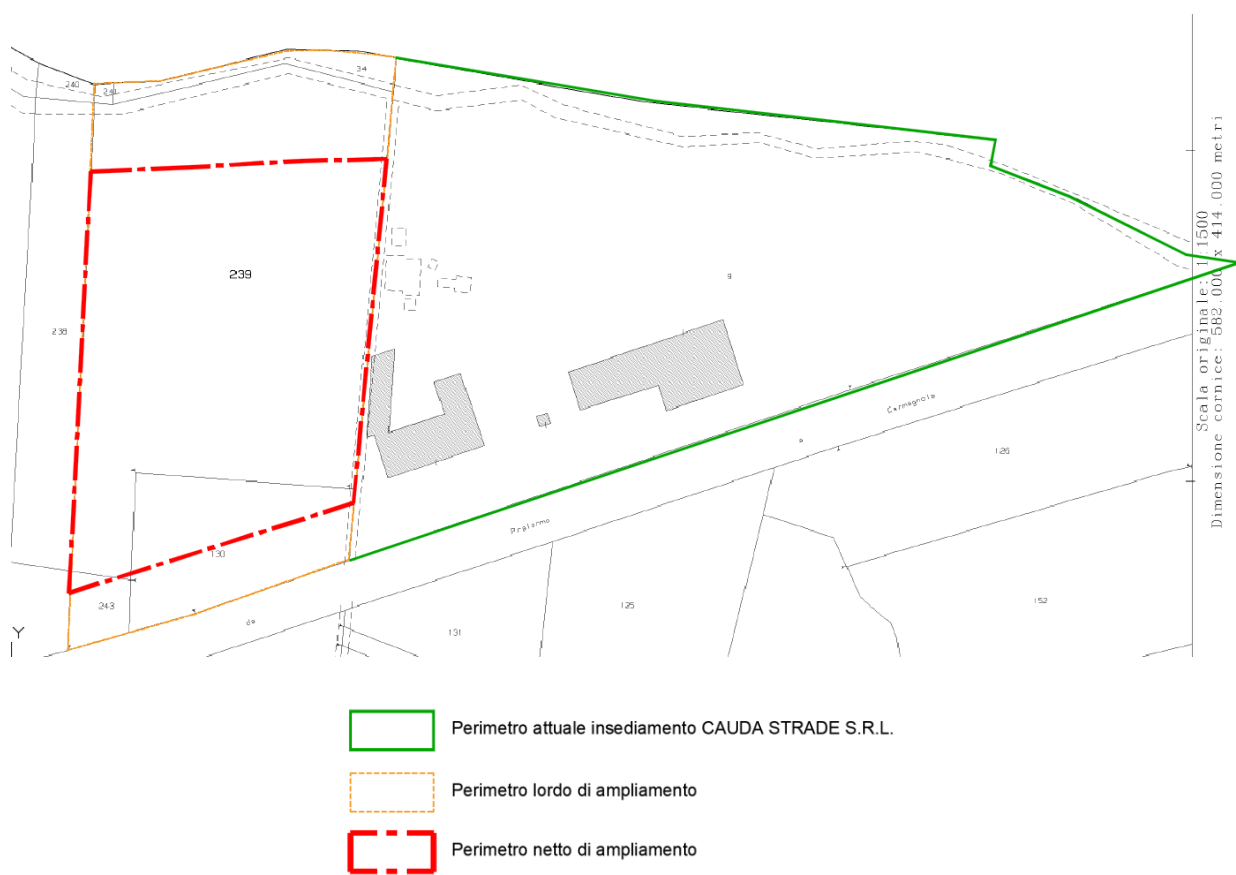 34
240
241
239
9
238
Carmagnola
a
126
Pralormo
130
243
da
125
131
152
Y
Scala originale: 1:1500
Dimensione cornice: 582.000 x 414.000 metri
Perimetro attuale insediamento CAUDA STRADE S.R.L.
Perimetro lordo di ampliamento
Perimetro netto di ampliamento